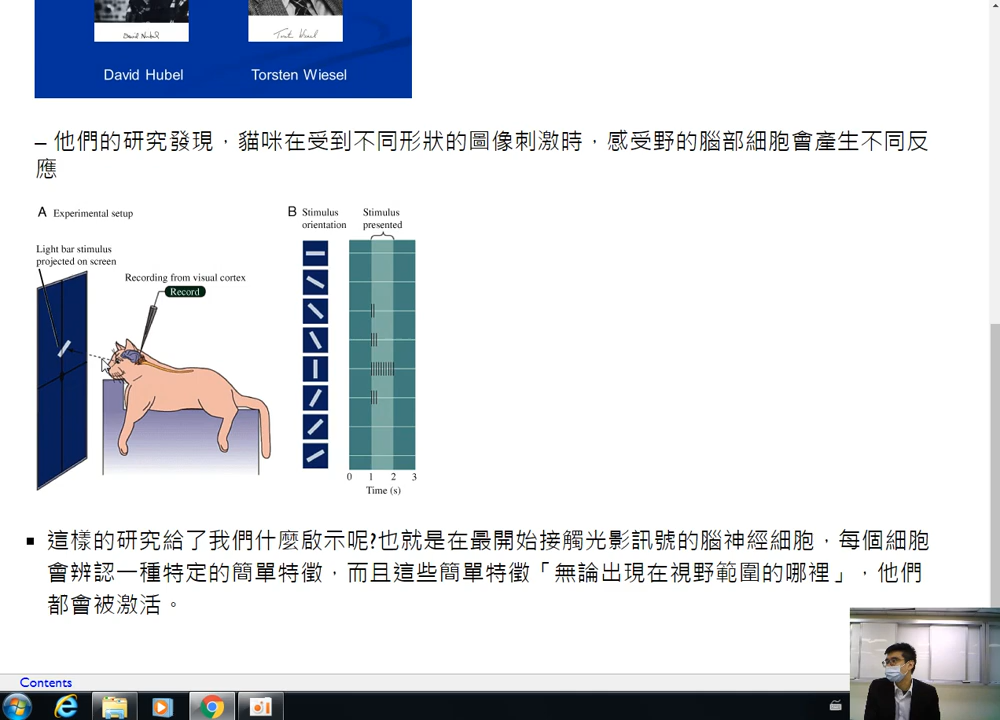 David Hubel
Torsten Wiesel
– 他們的研究發現，貓咪在受到不同形狀的圖像刺激時，感受野的腦部細胞會產生不同反
應
A Experimental setup
Light bar stimulus
projected on screen
Recording from visual cortex
Record
B Stimulus
orientation
Stimulus
presented
0 1 2 3
Time (s)
▪ 這樣的研究給了我們什麼啟示呢?也就是在最開始接觸光影訊號的腦神經細胞，每個細胞
會辨認一種特定的簡單特徵，而且這些簡單特徵「無論出現在視野範圍的哪裡」，他們
都會被激活。
Contents